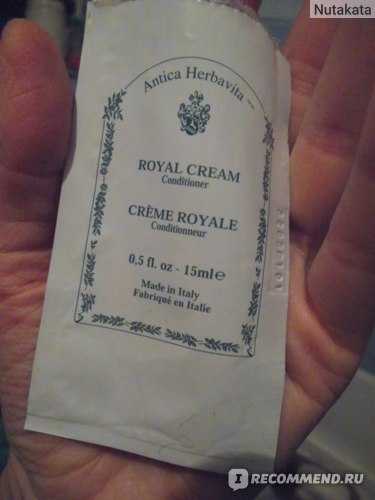 Nutakata
Antica Herbavita
ROYAL CREAM
Conditioner
CRÈME ROYALE
Conditionneur
0,5 fl. oz - 15ml ℮
Made in Italy
Fabriqué en Italie
IRECOMMEND.RU